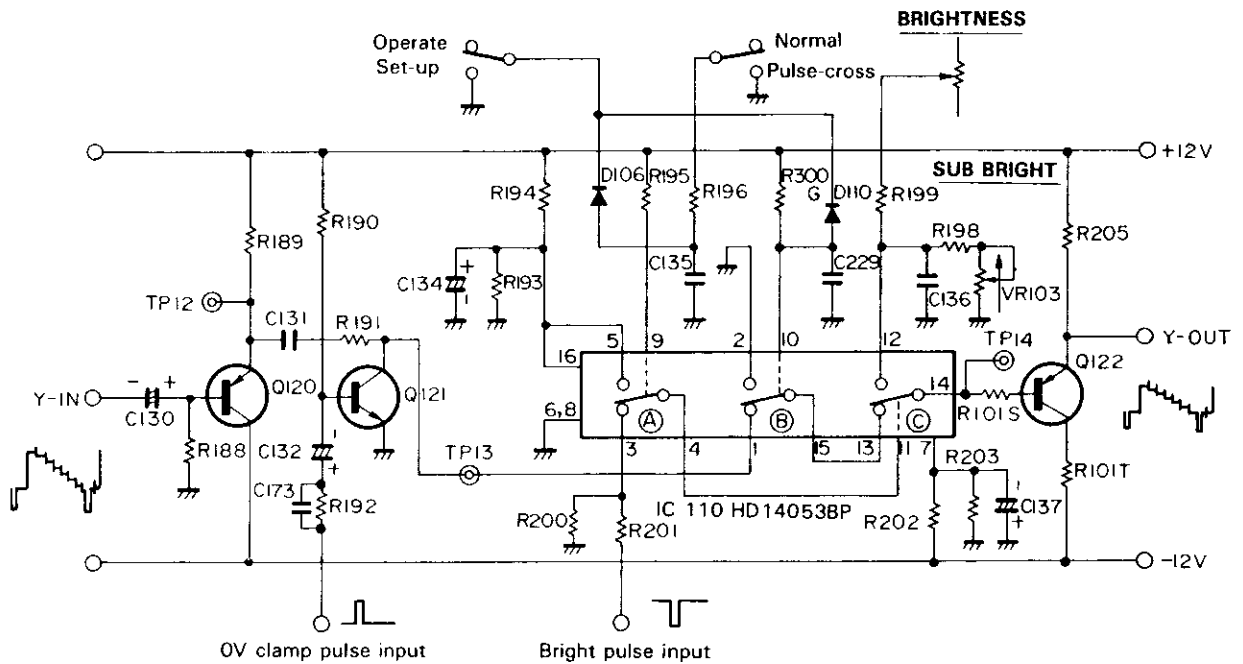 BRIGHTNESS
Operate
Set-up
Normal
Pulse-cross
+12V
SUB BRIGHT
R194
D106
R195
R196
R300
G
D110
R199
R189
R190
R198
R205
C134
R193
C135
C229
C136
VR103
TP12
C131
R191
TP14
Y-OUT
16
5
9
2
10
12
14
Q122
Y-IN
C130
Q120
Q121
6,8
A
B
C
R101S
R188
C132
TP13
3
4
1
15
13
11
7
R203
C173
R192
IC 110 HD14053BP
C137
R101T
R200
R201
R202
-12V
0V clamp pulse input
Bright pulse input
+
-
-
+
-
+
-
+